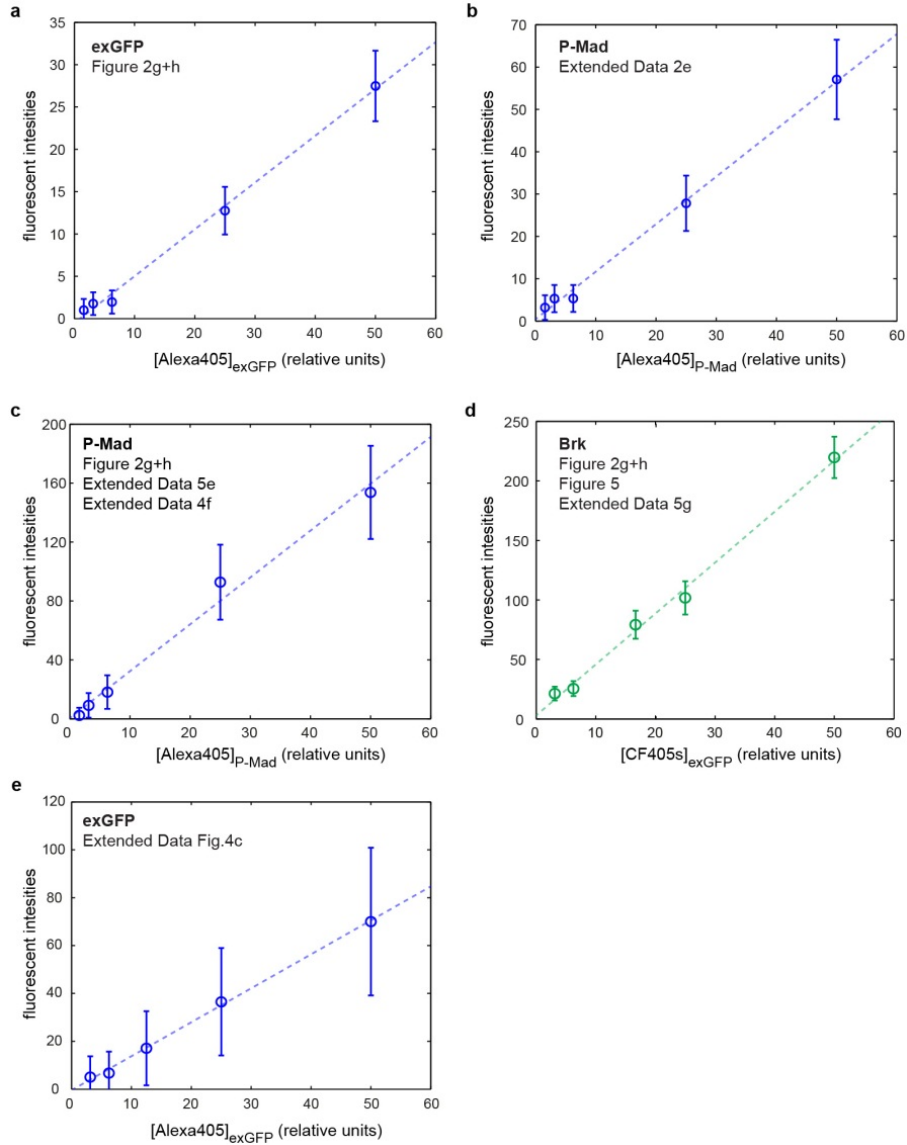 a
exGFP
Figure 2g+h
35
30
25
20
15
10
5
0
0 10 20 30 40 50 60
fluorescent intesities
[Alexa405]exGFP (relative units)
b
P-Mad
Extended Data 2e
70
60
50
40
30
20
10
0
0 10 20 30 40 50 60
fluorescent intesities
[Alexa405]P-Mad (relative units)
c
P-Mad
Figure 2g+h
Extended Data 5e
Extended Data 4f
200
160
120
80
40
0
0 10 20 30 40 50 60
fluorescent intesities
[Alexa405]P-Mad (relative units)
d
Brk
Figure 2g+h
Figure 5
Extended Data 5g
250
200
150
100
50
0
0 10 20 30 40 50 60
fluorescent intesities
[CF405s]exGFP (relative units)
e
exGFP
Extended Data Fig.4c
120
100
80
60
40
20
0
0 10 20 30 40 50 60
fluorescent intesities
[Alexa405]exGFP (relative units)